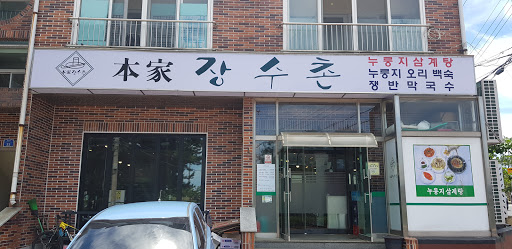 本家 장수촌
누룽지삼계탕
누룽지 오리 백숙
쟁반막국수
누룽지삼계탕